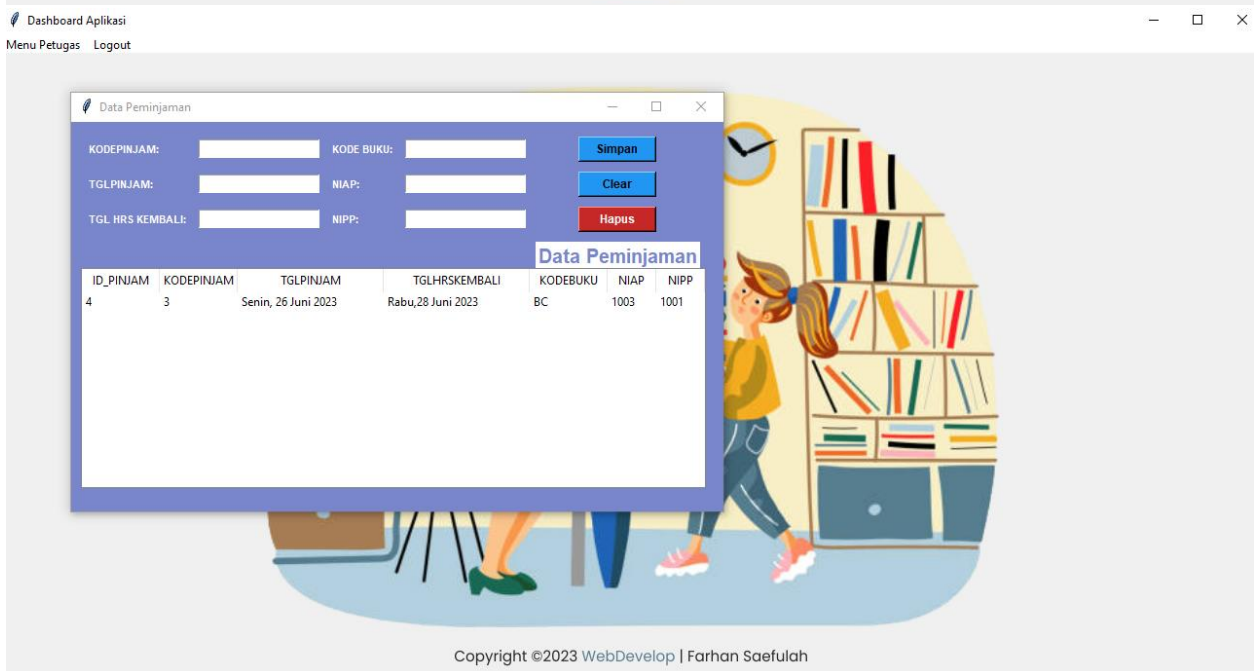 Dashboard Aplikasi
Menu Petugas Logout
Data Peminjaman
KODEPINJAM: KODE BUKU: Simpan
TGLPINJAM: NIAP: Clear
TGL HRS KEMBALI: NIPP: Hapus
Data Peminjaman
ID_PINJAM KODEPINJAM TGLPINJAM TGLHRSKEMBALI KODEBUKU NIAP NIPP
4 3 Senin, 26 Juni 2023 Rabu,28 Juni 2023 BC 1003 1001
Copyright ©2023 WebDevelop | Farhan Saefulah